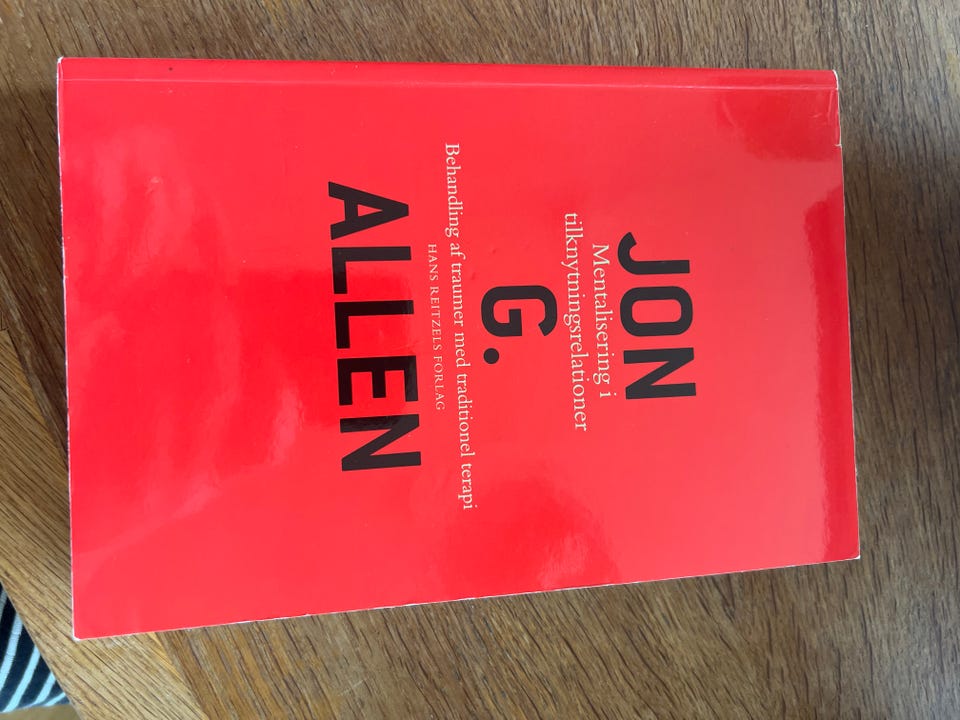 JON
Mentalisering i
tilknytningsrelationer
G.
Behandling af traumer med traditionel terapi
HANS REITZELS FORLAG
ALLEN